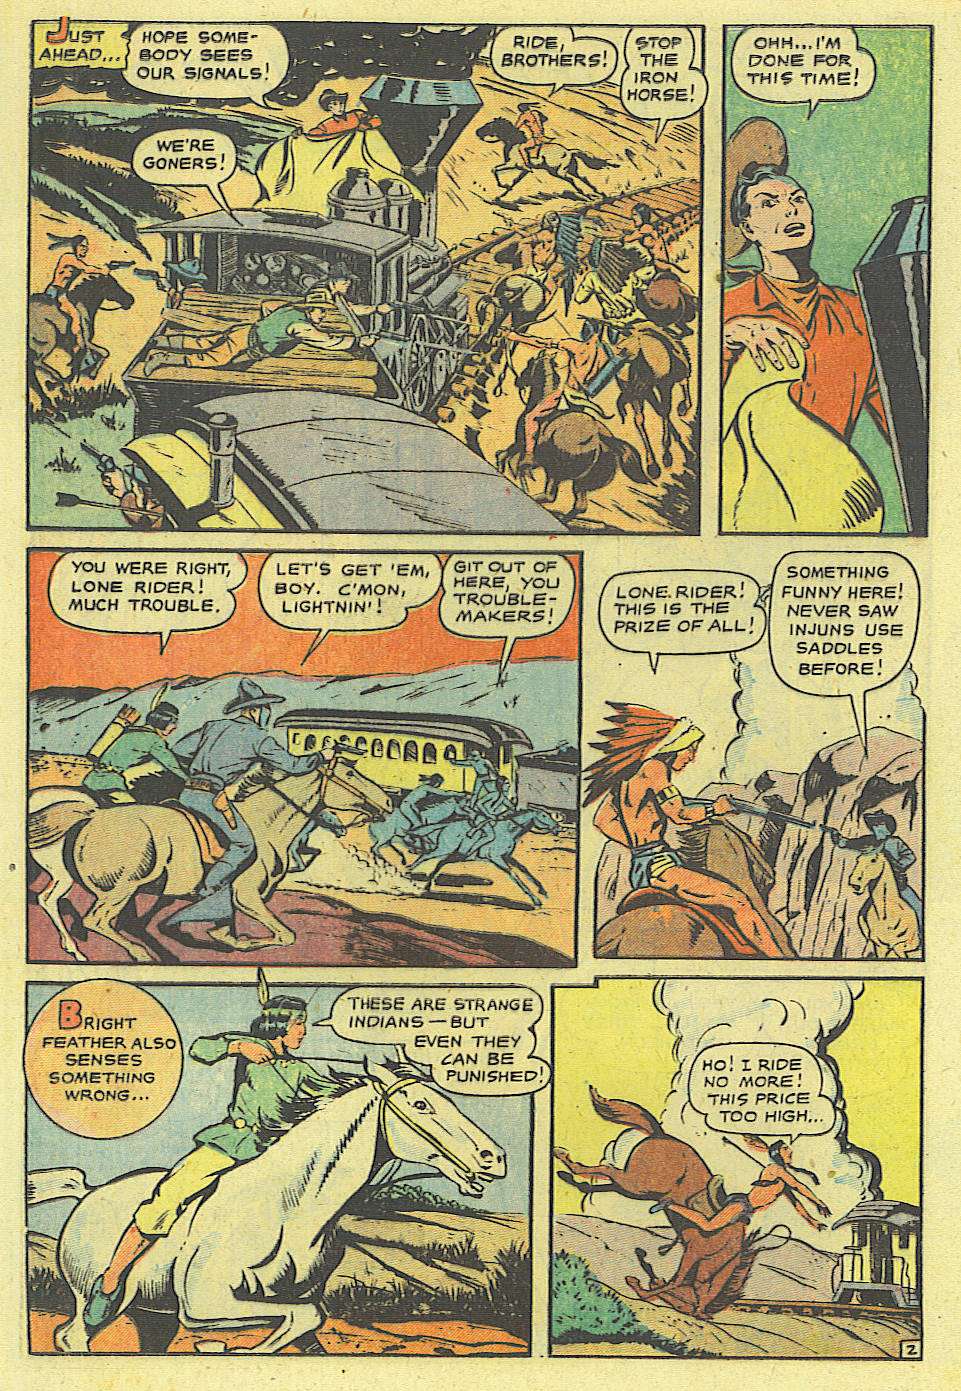 JUST
AHEAD...
HOPE SOME-
BODY SEES
OUR SIGNALS!
WE'RE
GONERS!
RIDE,
BROTHERS!
STOP
THE
IRON
HORSE!
OHH...I'M
DONE FOR
THIS TIME!
YOU WERE RIGHT,
LONE RIDER!
MUCH TROUBLE.
LET'S GET 'EM,
BOY. C'MON,
LIGHTNIN'!
GIT OUT OF
HERE, YOU
TROUBLE-
MAKERS!
LONE RIDER!
THIS IS THE
PRIZE OF ALL!
SOMETHING
FUNNY HERE!
NEVER SAW
INJUNS USE
SADDLES
BEFORE!
BRIGHT
FEATHER ALSO
SENSES
SOMETHING
WRONG...
THESE ARE STRANGE
INDIANS—BUT
EVEN THEY
CAN BE
PUNISHED!
HO! I RIDE
NO MORE!
THIS PRICE
TOO HIGH...
2